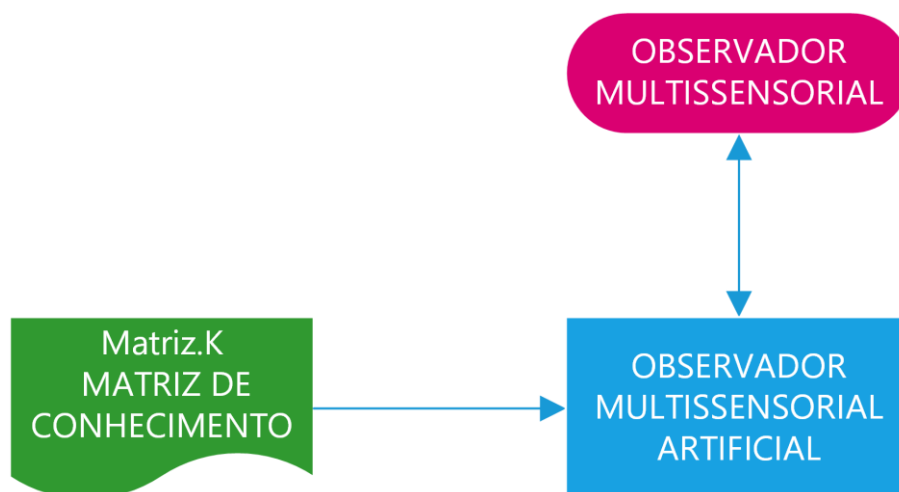 OBSERVADOR
MULTISSENSORIAL
Matriz.K
MATRIZ DE
CONHECIMENTO
OBSERVADOR
MULTISSENSORIAL
ARTIFICIAL